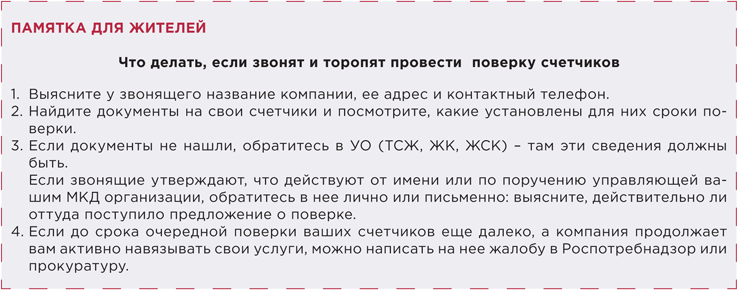 ПАМЯТКА ДЛЯ ЖИТЕЛЕЙ
Что делать, если звонят и торопят провести поверку счетчиков
1. Выясните у звонящего название компании, ее адрес и контактный телефон.
2. Найдите документы на свои счетчики и посмотрите, какие установлены для них сроки по-
верки.
3. Если документы не нашли, обратитесь в УО (ТСЖ, ЖК, ЖСК) – там эти сведения должны
быть.
Если звонящие утверждают, что действуют от имени или по поручению управляющей ва-
шим МКД организации, обратитесь в нее лично или письменно: выясните, действительно ли
оттуда поступило предложение о поверке.
4. Если до срока очередной поверки ваших счетчиков еще далеко, а компания продолжает
вам активно навязывать свои услуги, можно написать на нее жалобу в Роспотребнадзор или
прокуратуру.